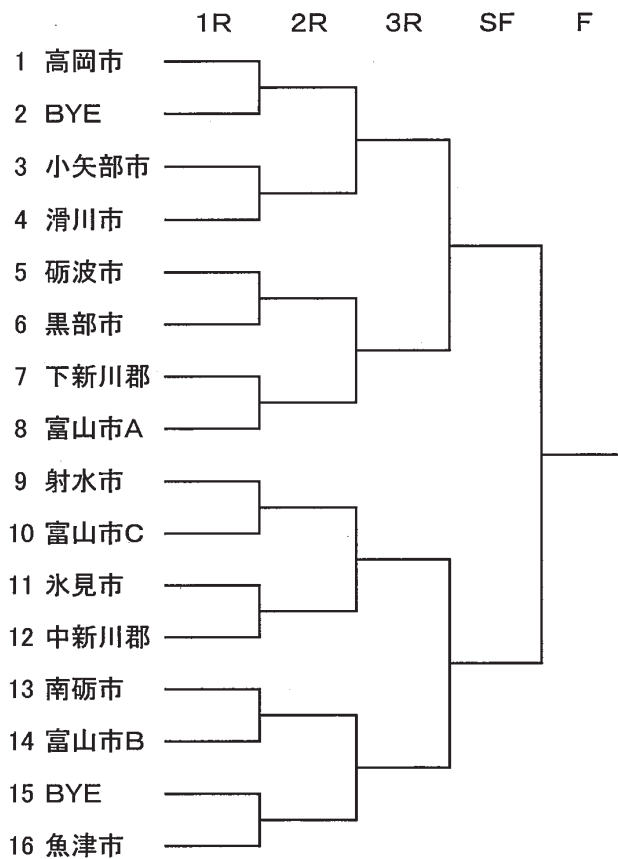 1R 2R 3R SF F
1 高岡市
2 BYE
3 小矢部市
4 滑川市
5 砺波市
6 黒部市
7 下新川郡
8 富山市A
9 射水市
10 富山市C
11 氷見市
12 中新川郡
13 南砺市
14 富山市B
15 BYE
16 魚津市